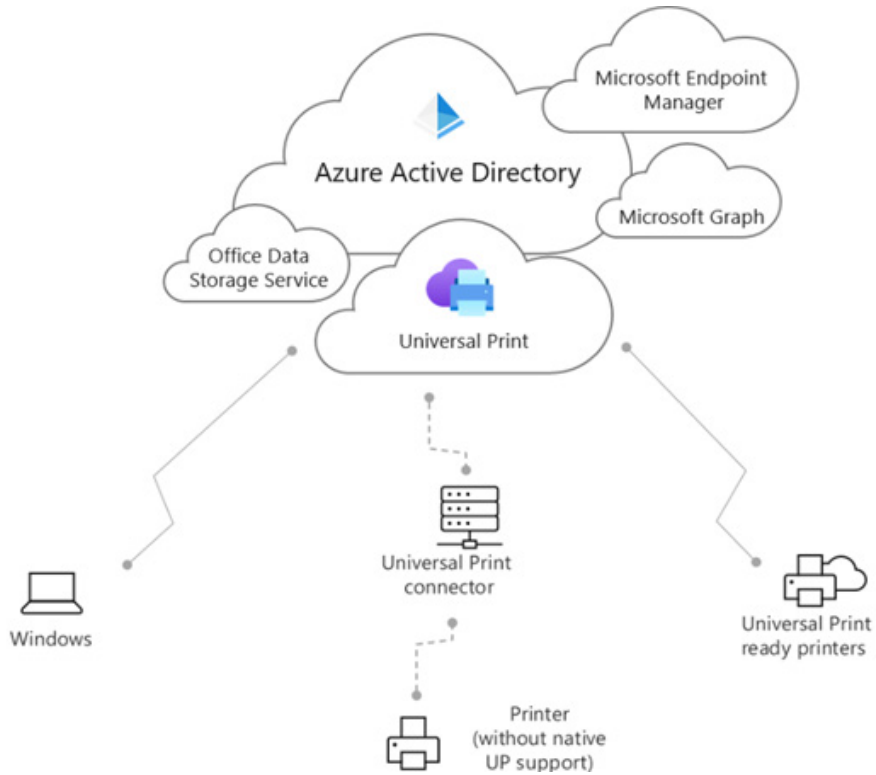 Microsoft Endpoint
Manager
Azure Active Directory
Microsoft Graph
Office Data
Storage Service
Universal Print
Universal Print
connector
Windows
Universal Print
ready printers
Printer
(without native
UP support)